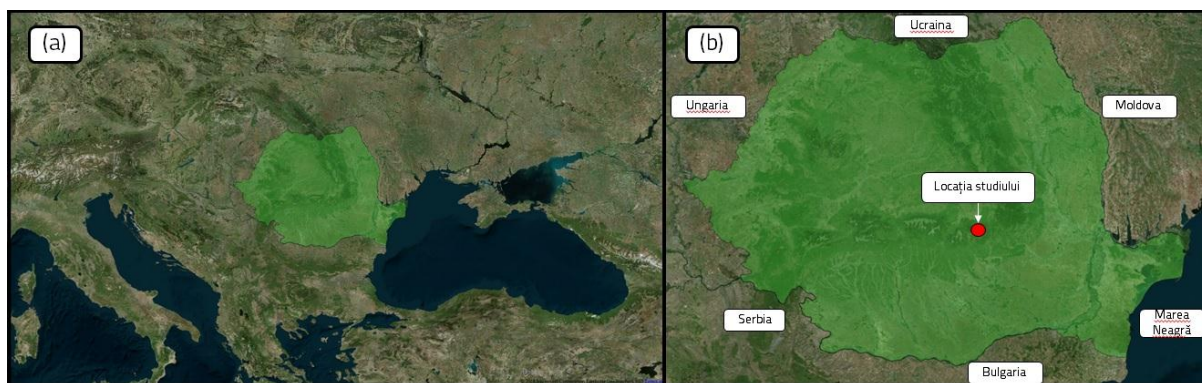 (a)
(b)
Ucraina
Ungaria
Moldova
Locația studiului
Serbia
Marea
Neagră
Bulgaria